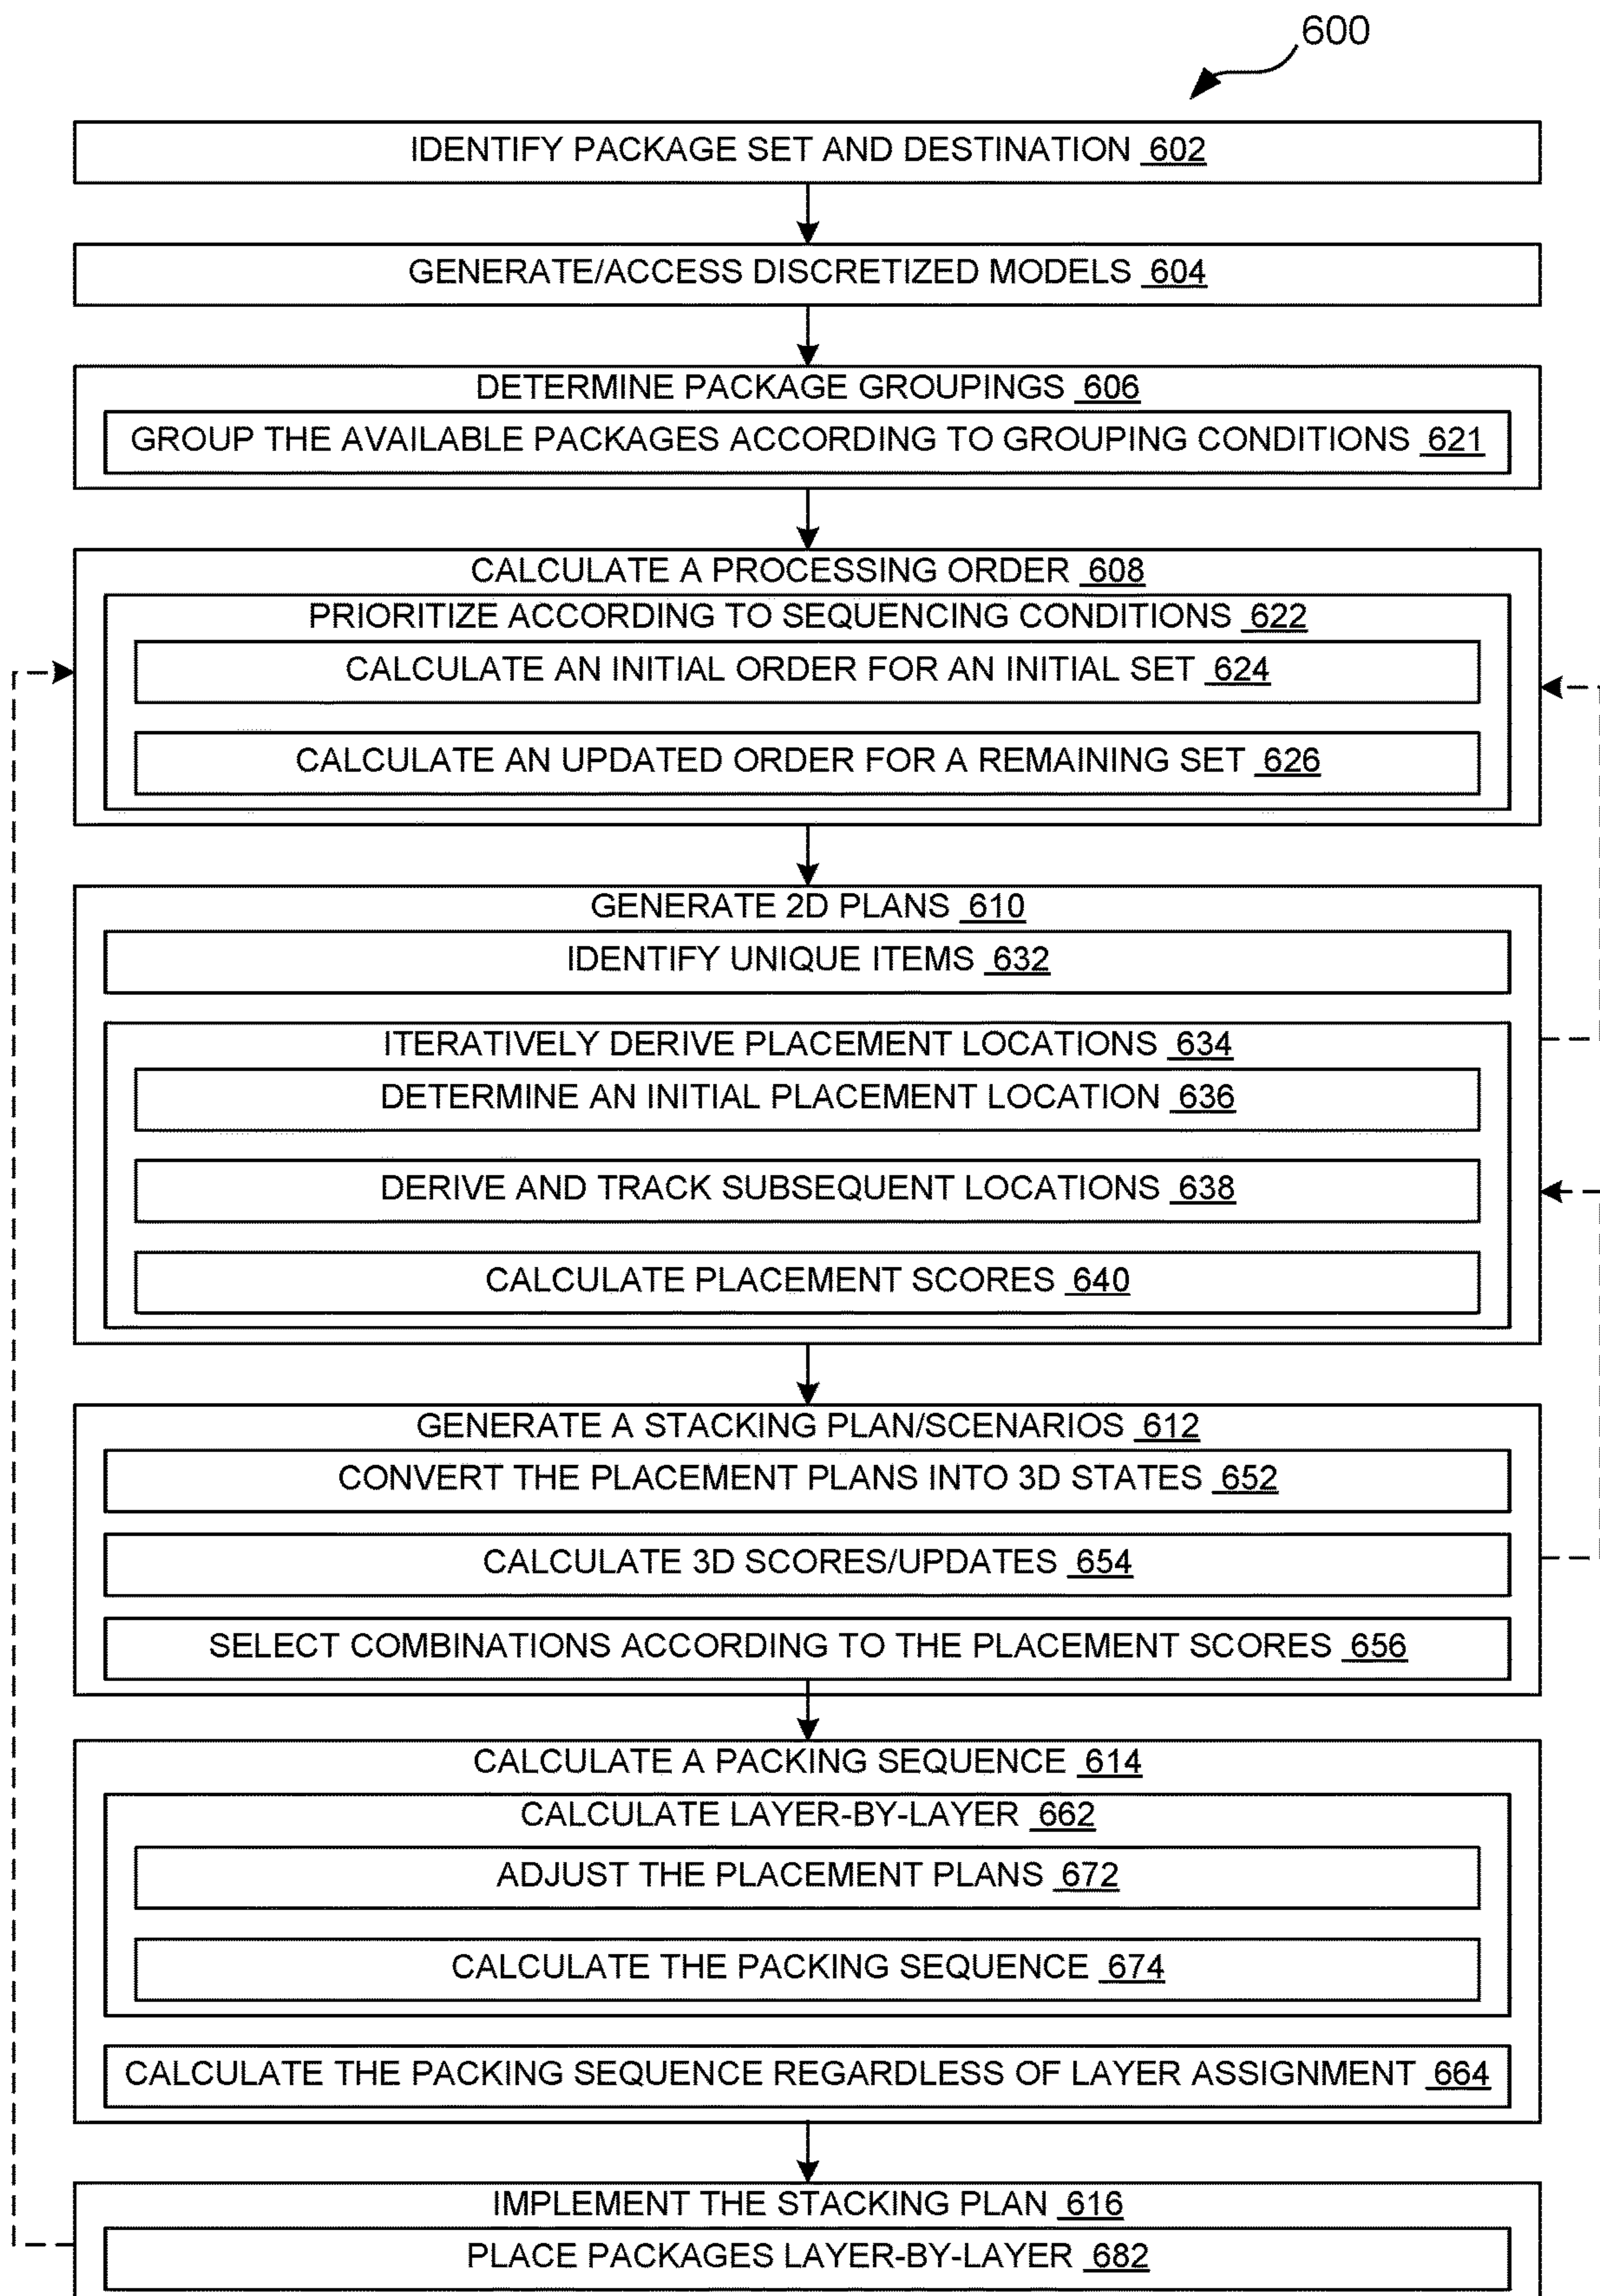 600
IDENTIFY PACKAGE SET AND DESTINATION 602
GENERATE/ACCESS DISCRETIZED MODELS 604
DETERMINE PACKAGE GROUPINGS 606
GROUP THE AVAILABLE PACKAGES ACCORDING TO GROUPING CONDITIONS 621
CALCULATE A PROCESSING ORDER 608
PRIORITIZE ACCORDING TO SEQUENCING CONDITIONS 622
CALCULATE AN INITIAL ORDER FOR AN INITIAL SET 624
CALCULATE AN UPDATED ORDER FOR A REMAINING SET 626
GENERATE 2D PLANS 610
IDENTIFY UNIQUE ITEMS 632
ITERATIVELY DERIVE PLACEMENT LOCATIONS 634
DETERMINE AN INITIAL PLACEMENT LOCATION 636
DERIVE AND TRACK SUBSEQUENT LOCATIONS 638
CALCULATE PLACEMENT SCORES 640
GENERATE A STACKING PLAN/SCENARIOS 612
CONVERT THE PLACEMENT PLANS INTO 3D STATES 652
CALCULATE 3D SCORES/UPDATES 654
SELECT COMBINATIONS ACCORDING TO THE PLACEMENT SCORES 656
CALCULATE A PACKING SEQUENCE 614
CALCULATE LAYER-BY-LAYER 662
ADJUST THE PLACEMENT PLANS 672
CALCULATE THE PACKING SEQUENCE 674
CALCULATE THE PACKING SEQUENCE REGARDLESS OF LAYER ASSIGNMENT 664
IMPLEMENT THE STACKING PLAN 616
PLACE PACKAGES LAYER-BY-LAYER 682